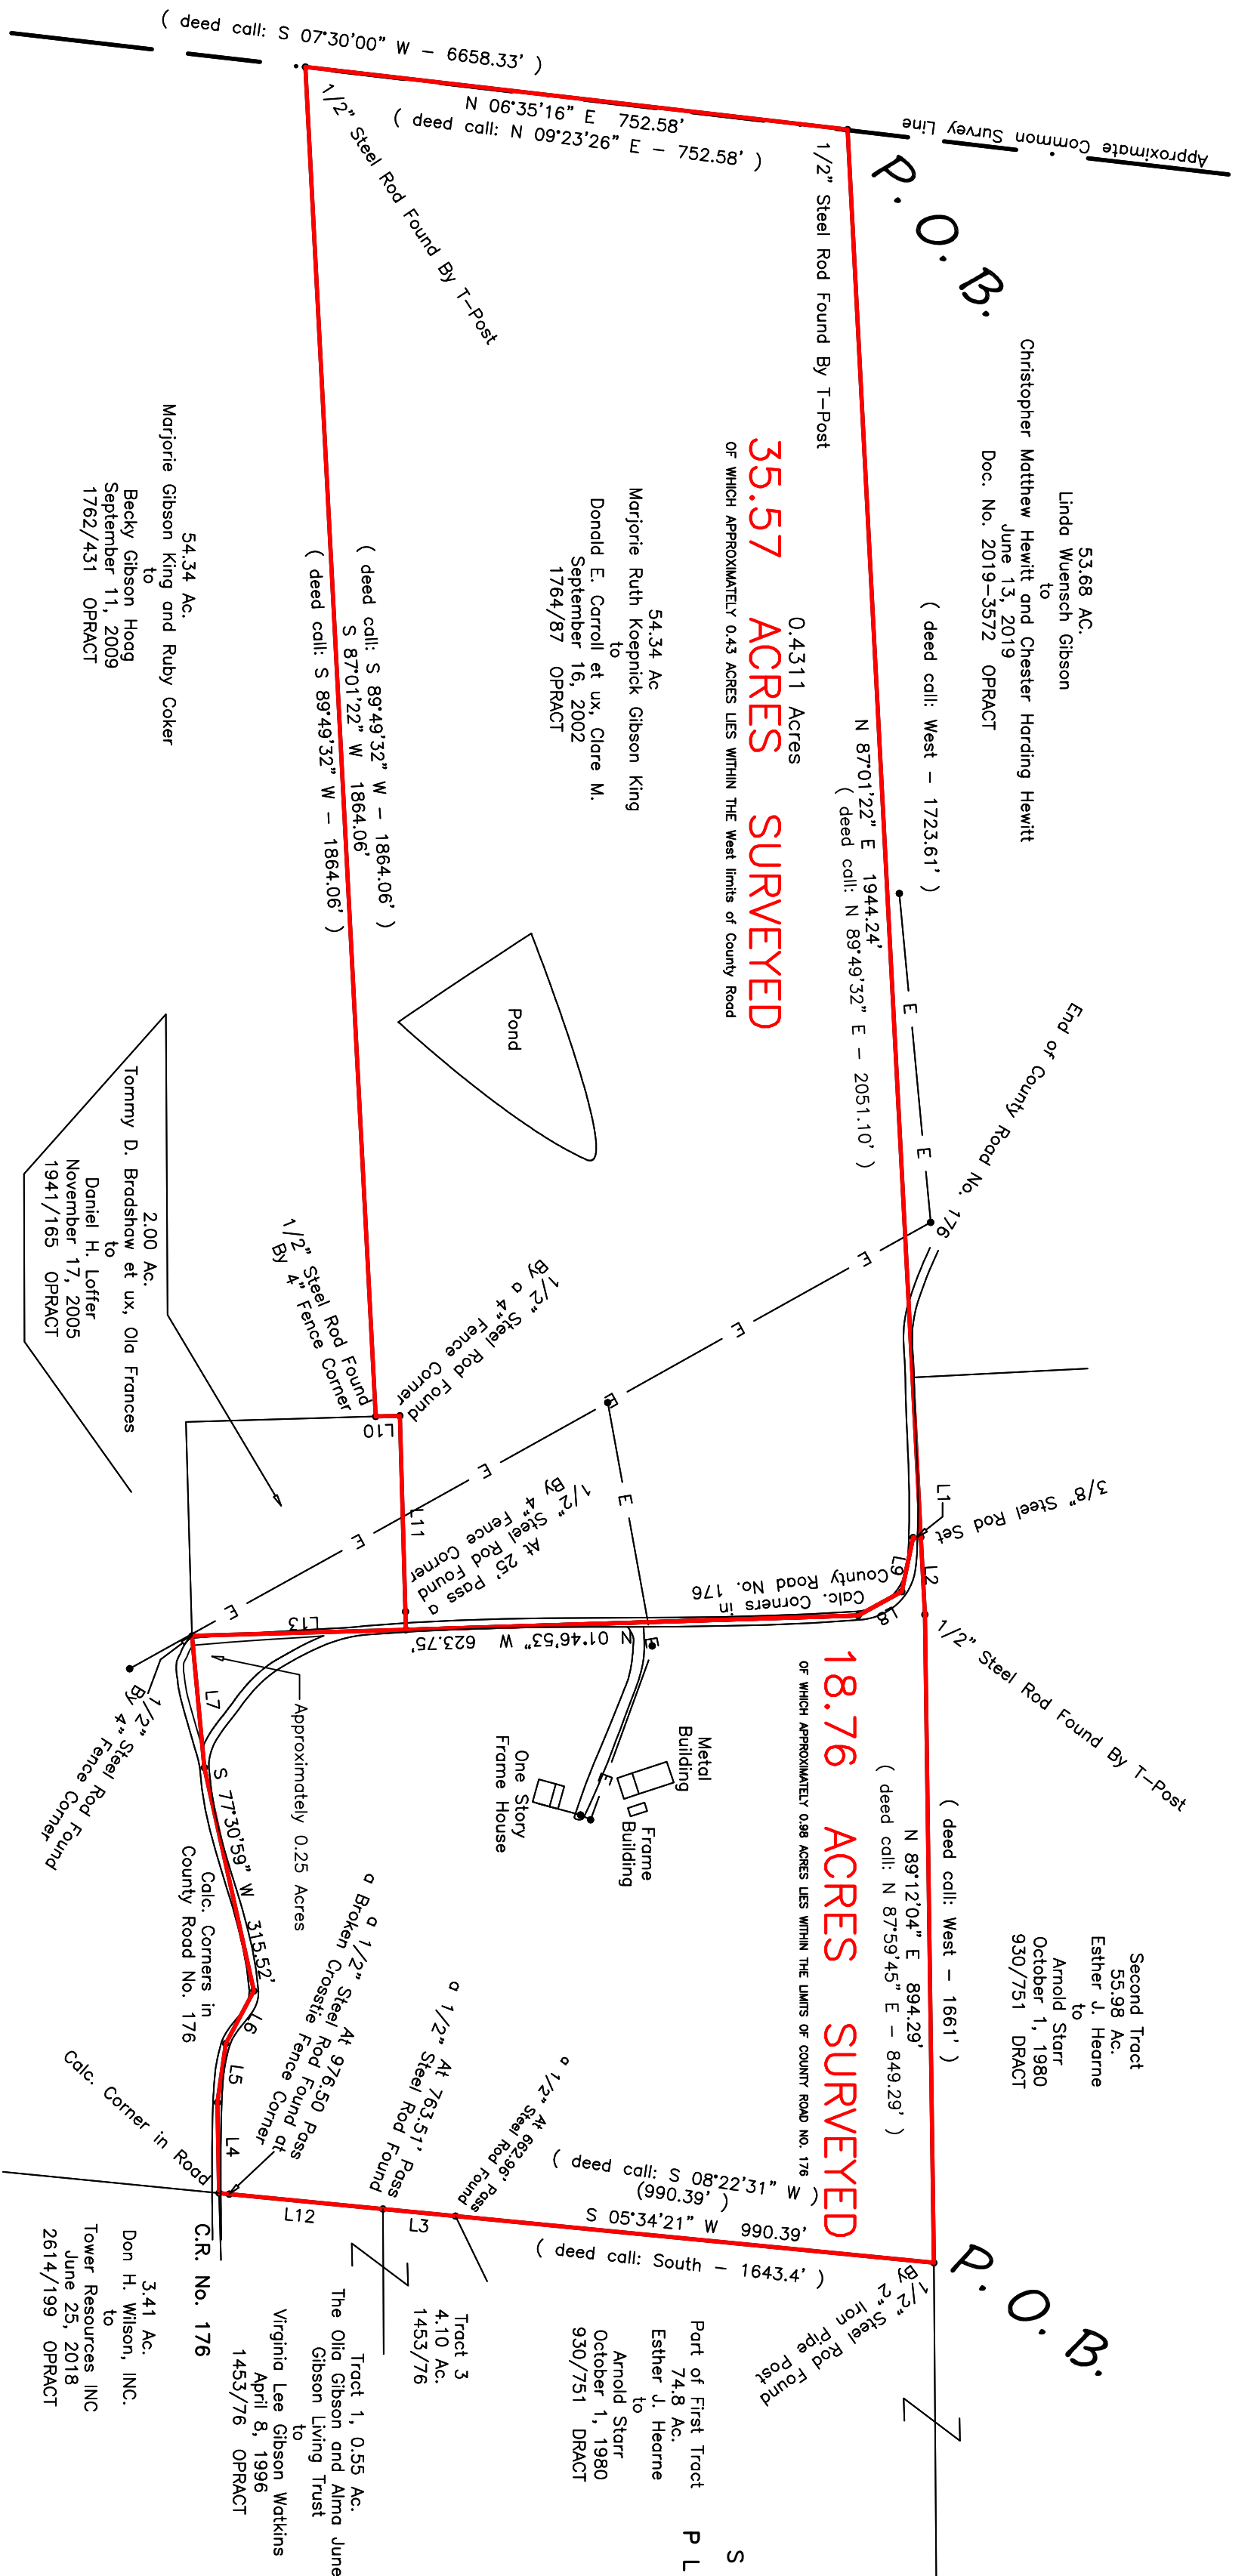 ( deed call: S 07°30'00" W – 6658.33' )
N 06°35'16" E 752.58'
( deed call: N 09°23'26" E – 752.58' )
Approximate Common Survey Line
P. O. B.
1/2" Steel Rod Found By T-Post
1/2" Steel Rod Found By T-Post
53.68 AC.
Linda Wuensch Gibson
to
Christopher Matthew Hewitt and Chester Harding Hewitt
June 13, 2019
Doc. No. 2019-3572 OPRACT
( deed call: West – 1723.61' )
N 87°01'22" E 1944.24'
( deed call: N 89°49'32" E – 2051.10' )
0.4311 Acres
35.57 ACRES SURVEYED
OF WHICH APPROXIMATELY 0.43 ACRES LIES WITHIN THE West limits of County Road
54.34 Ac
Marjorie Ruth Koepnick Gibson King
to
Donald E. Carroll et ux, Clare M.
September 16, 2002
1764/87 OPRACT
( deed call: S 89°49'32" W – 1864.06' )
S 87°01'22" W 1864.06'
( deed call: S 89°49'32" W – 1864.06' )
54.34 Ac.
Marjorie Gibson King and Ruby Coker
to
Becky Gibson Hoag
September 11, 2009
1762/431 OPRACT
Pond
End of County Road No. 176
E
E
E
E
E
E
E
E
E
E
E
E
2.00 Ac.
Tommy D. Bradshaw et ux, Ola Frances
to
Daniel H. Loffer
November 17, 2005
1941/165 OPRACT
1/2" Steel Rod Found
By 4" Fence Corner
1/2" Steel Rod Found
By a 4" Fence Corner
L10
L11
At 25' Pass a
1/2" Steel Rod Found
By 4" Fence Corner
L1
3/8" Steel Rod Set
L2
L9
L8
Calc. Corners in
County Road No. 176
1/2" Steel Rod Found By T-Post
N 01°46'53" W 623.75'
L13
L7
1/2" Steel Rod Found
By 4" Fence Corner
Approximately 0.25 Acres
S 77°30'59" W 315.52'
Calc. Corners in
County Road No. 176
L6
L5
L4
Calc. Corner in Road
Metal
Building
Frame
Building
One Story
Frame House
18.76 ACRES SURVEYED
OF WHICH APPROXIMATELY 0.98 ACRES LIES WITHIN THE LIMITS OF COUNTY ROAD NO. 176
( deed call: West – 1661' )
N 89°12'04" E 894.29'
( deed call: N 87°59'45" E – 849.29' )
Second Tract
55.98 Ac.
Esther J. Hearne
to
Arnold Starr
October 1, 1980
930/751 DRACT
At 976.50 Pass
a 1/2" Steel Rod Found at
a Broken Crosstie Fence Corner
At 763.51' Pass
a 1/2" Steel Rod Found
At 662.96' Pass
a 1/2" Steel Rod Found
( deed call: S 08°22'31" W )
(990.39' )
S 05°34'21" W 990.39'
( deed call: South – 1643.4' )
L12
L3
P. O. B.
1/2" Steel Rod Found
By 2" Iron Pipe Post
Part of First Tract
74.8 Ac.
Esther J. Hearne
to
Arnold Starr
October 1, 1980
930/751 DRACT
Tract 3
4.10 Ac.
1453/76
Tract 1, 0.55 Ac.
The Olia Gibson and Alma June
Gibson Living Trust
to
Virginia Lee Gibson Watkins
April 8, 1996
1453/76 OPRACT
C.R. No. 176
3.41 Ac.
Don H. Wilson, INC.
to
Tower Resources INC
June 25, 2018
2614/199 OPRACT
S
P L